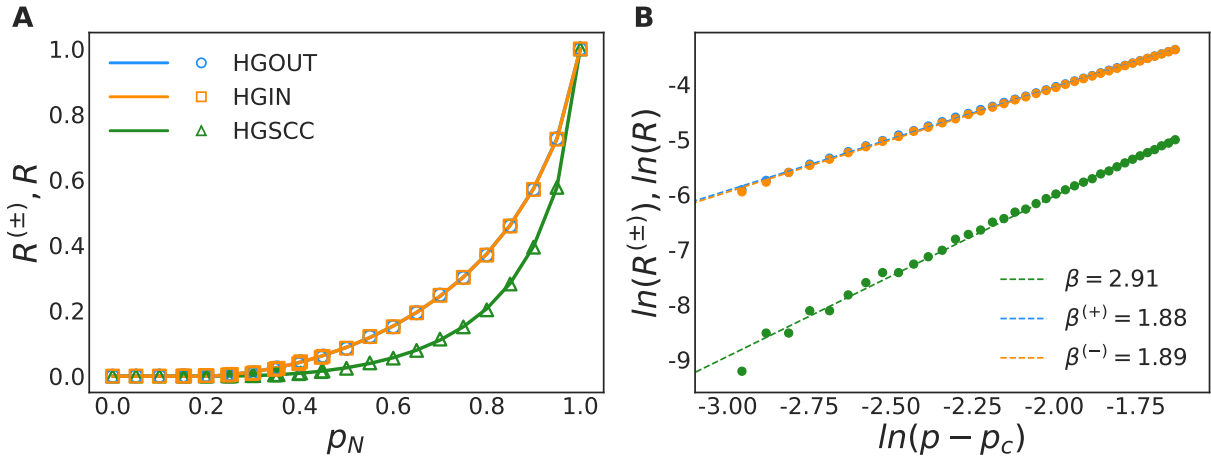 A
R^(±), R
1.0
0.8
0.6
0.4
0.2
0.0
HGOUT
HGIN
HGSCC
0.0 0.2 0.4 0.6 0.8 1.0
p_N
B
ln(R^(±)), ln(R)
-4
-5
-6
-7
-8
-9
β = 2.91
β^(+) = 1.88
β^(−) = 1.89
-3.00 -2.75 -2.50 -2.25 -2.00 -1.75
ln(p − p_c)